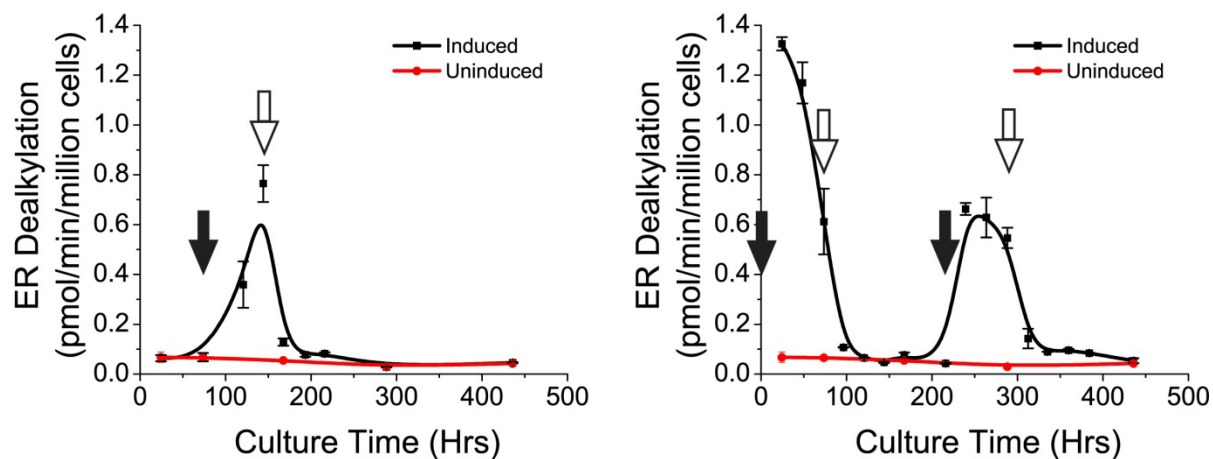 ER Dealkylation
(pmol/min/million cells)
1.4
1.2
1.0
0.8
0.6
0.4
0.2
0.0
Induced
Uninduced
0 100 200 300 400 500
Culture Time (Hrs)
ER Dealkylation
(pmol/min/million cells)
1.4
1.2
1.0
0.8
0.6
0.4
0.2
0.0
Induced
Uninduced
0 100 200 300 400 500
Culture Time (Hrs)